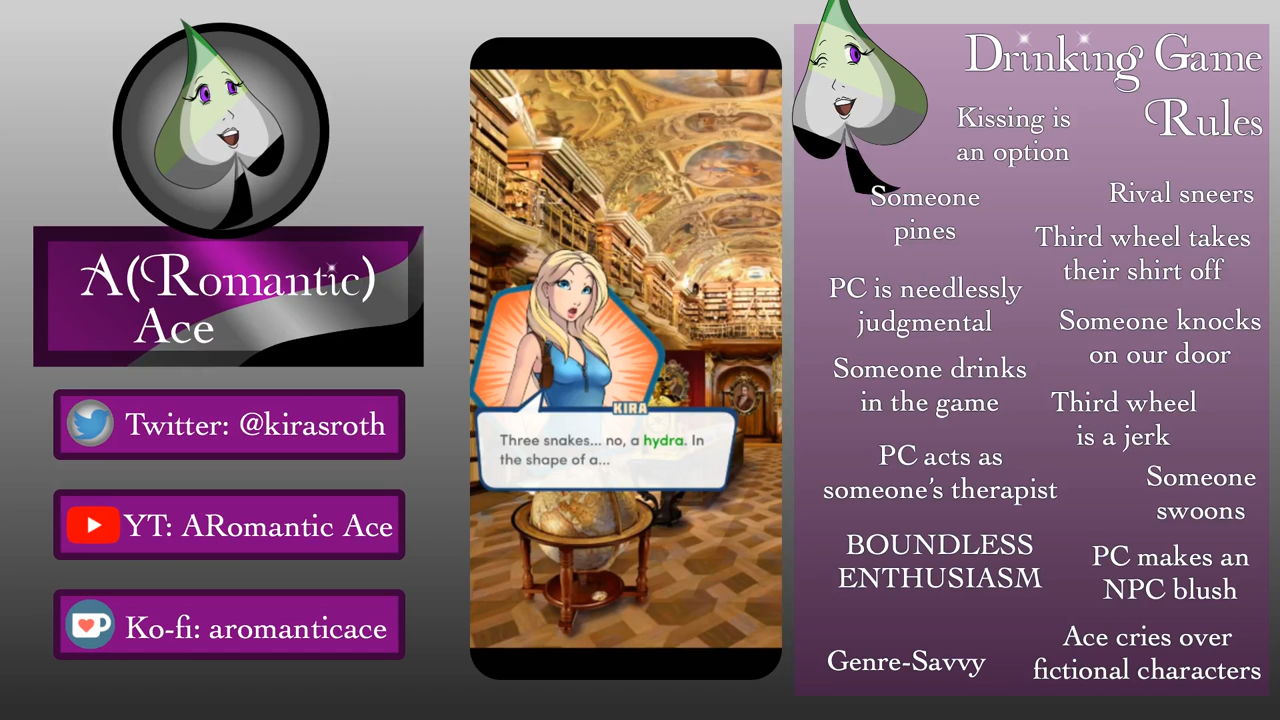 A(Romantic)
Ace
Twitter: @kirasroth
YT: ARomantic Ace
Ko-fi: aromanticace
KIRA
Three snakes... no, a hydra. In
the shape of a...
Drinking Game
Rules
Kissing is
an option
Someone
pines
Rival sneers
Third wheel takes
their shirt off
PC is needlessly
judgmental
Someone knocks
on our door
Someone drinks
in the game
Third wheel
is a jerk
PC acts as
someone's therapist
Someone
swoons
BOUNDLESS
ENTHUSIASM
PC makes an
NPC blush
Genre-Savvy
Ace cries over
fictional characters